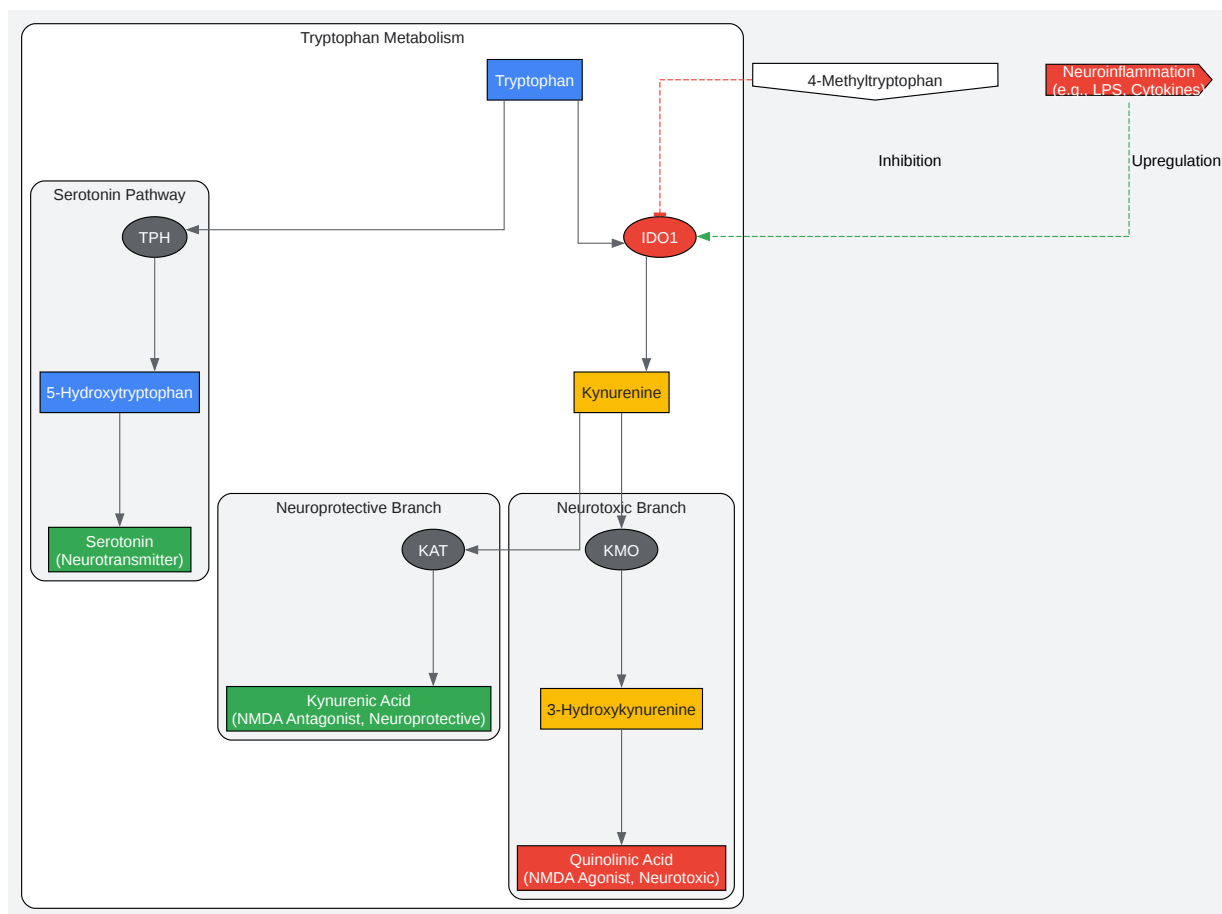 Tryptophan Metabolism
Tryptophan
4-Methyltryptophan
Neuroinflammation
(e.g., LPS, Cytokines)
Inhibition
Upregulation
Serotonin Pathway
TPH
IDO1
5-Hydroxytryptophan
Kynurenine
Neuroprotective Branch
Neurotoxic Branch
Serotonin
(Neurotransmitter)
KAT
KMO
Kynurenic Acid
(NMDA Antagonist, Neuroprotective)
3-Hydroxykynurenine
Quinolinic Acid
(NMDA Agonist, Neurotoxic)